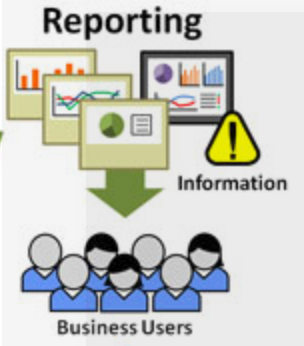 Reporting
Information
Business Users